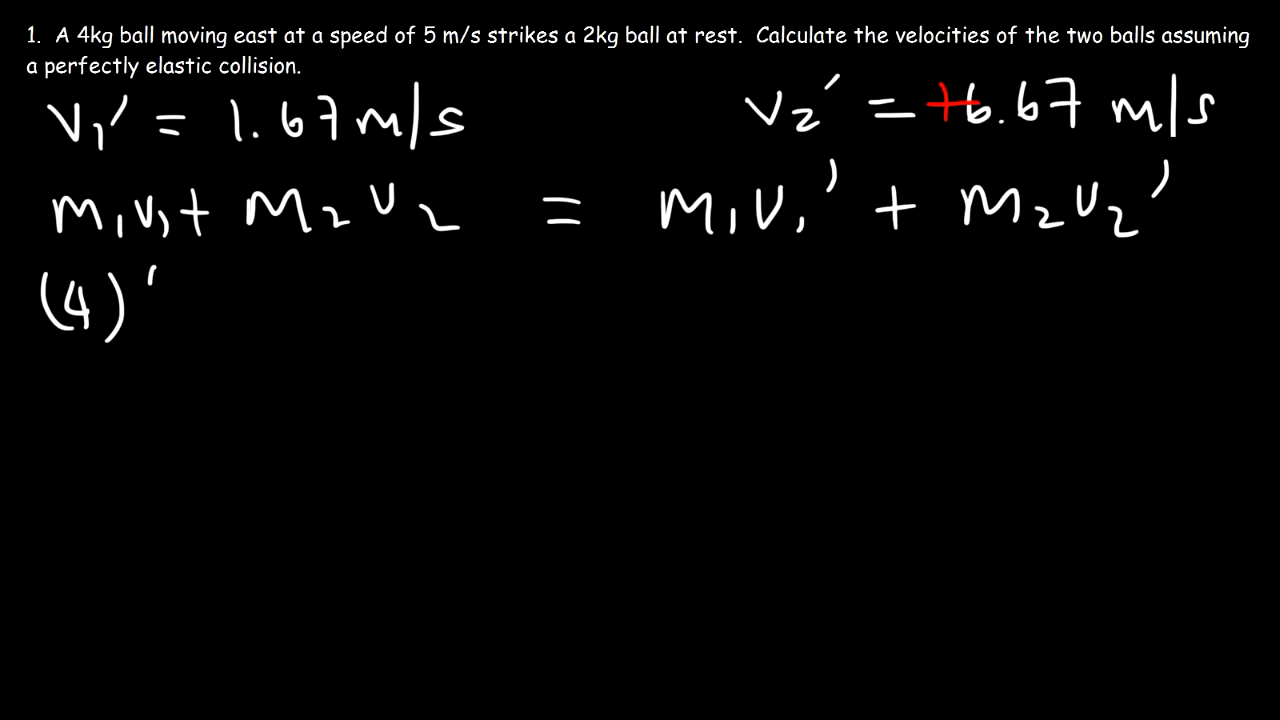 1. A 4kg ball moving east at a speed of 5 m/s strikes a 2kg ball at rest. Calculate the velocities of the two balls assuming
a perfectly elastic collision.
v₁' = 1.67 m/s v₂' = +6.67 m/s
m₁v₁ + m₂v₂ = m₁v₁' + m₂v₂'
(4)'